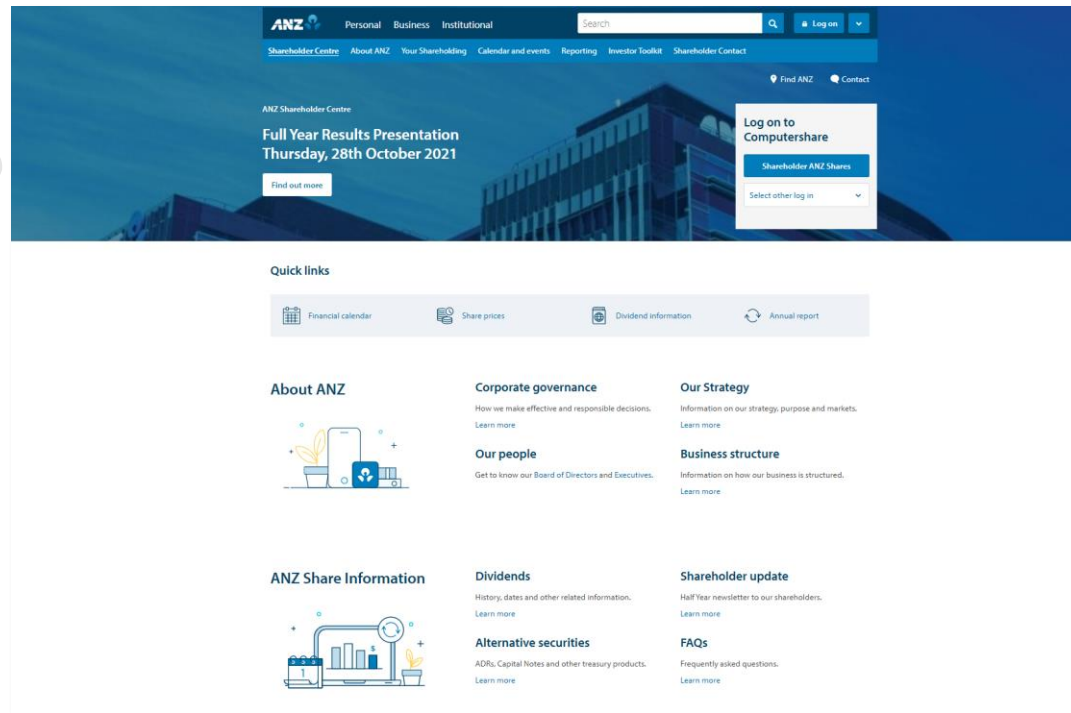 ANZ Personal Business Institutional Search Log on
Shareholder Centre About ANZ Your Shareholding Calendar and events Reporting Investor Toolkit Shareholder Contact
Find ANZ Contact
ANZ Shareholder Centre
Full Year Results Presentation
Thursday, 28th October 2021
Find out more
Log on to
Computershare
Shareholder ANZ Shares
Select other log in
Quick links
Financial calendar Share prices Dividend information Annual report
About ANZ
Corporate governance
How we make effective and responsible decisions.
Learn more
Our Strategy
Information on our strategy, purpose and markets.
Learn more
Our people
Get to know our Board of Directors and Executives.
Business structure
Information on how our business is structured.
Learn more
ANZ Share Information
1
$
Dividends
History, dates and other related information.
Learn more
Shareholder update
Half Year newsletter to our shareholders.
Learn more
Alternative securities
ADRs, Capital Notes and other treasury products.
Learn more
FAQs
Frequently asked questions.
Learn more